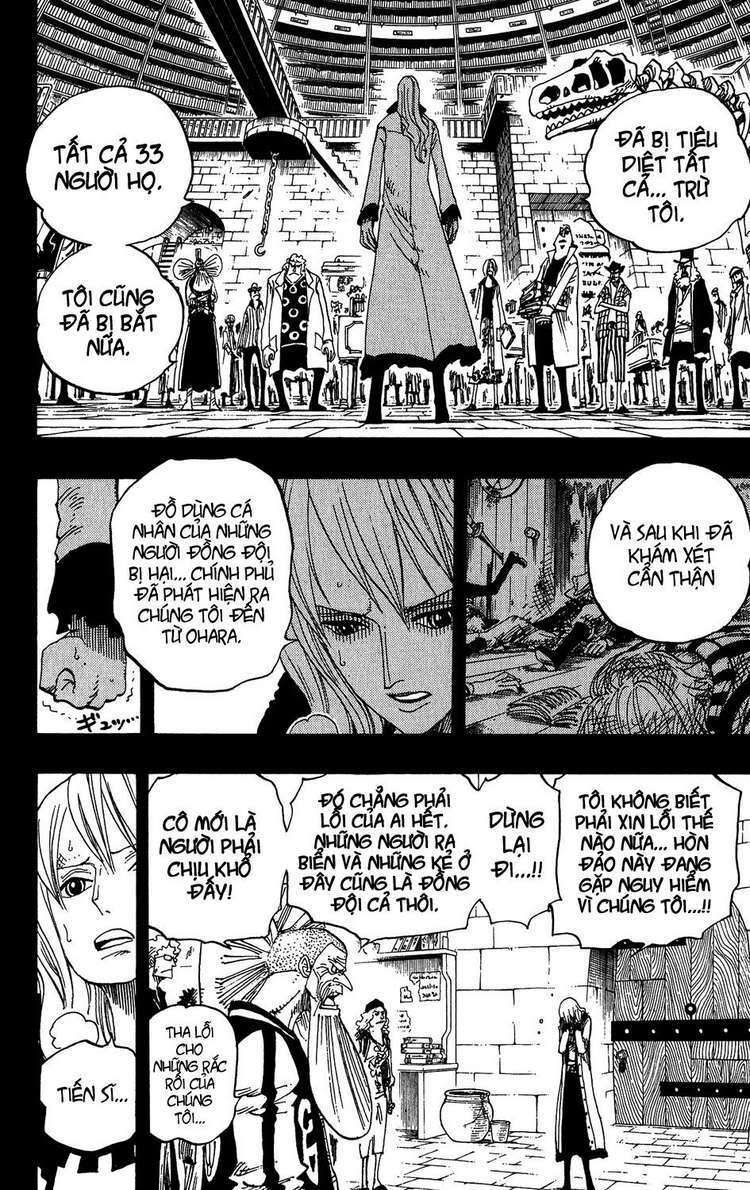 ĐÃ BỊ TIÊU
DIỆT TẤT
CẢ... TRỪ
TÔI.
TẤT CẢ 33
NGƯỜI HỌ.
TÔI CŨNG
ĐÃ BỊ BẮT
NỮA.
VÀ SAU KHI ĐÃ
KHÁM XÉT
CẨN THẬN
ĐỒ DÙNG CÁ
NHÂN CỦA NHỮNG
NGƯỜI ĐỒNG ĐỘI
BỊ HẠI... CHÍNH PHỦ
ĐÃ PHÁT HIỆN RA
CHÚNG TÔI ĐẾN
TỪ OHARA.
ギュッ...
TÔI KHÔNG BIẾT
PHẢI XIN LỖI THẾ
NÀO NỮA... HÒN
ĐẢO NÀY ĐANG
GẶP NGUY HIỂM
VÌ CHÚNG TÔI...!!
DỪNG
LẠI
ĐI...!!
ĐÓ CHẲNG PHẢI
LỖI CỦA AI HẾT.
NHỮNG NGƯỜI RA
BIỂN VÀ NHỮNG KẺ Ở
ĐÂY CŨNG LÀ ĐỒNG
ĐỘI CẢ THÔI.
CÔ MỚI LÀ
NGƯỜI PHẢI
CHỊU KHỔ
ĐẤY!
THA LỖI
CHO
NHỮNG RẮC
RỐI CỦA
CHÚNG
TÔI...
TIẾN SĨ...